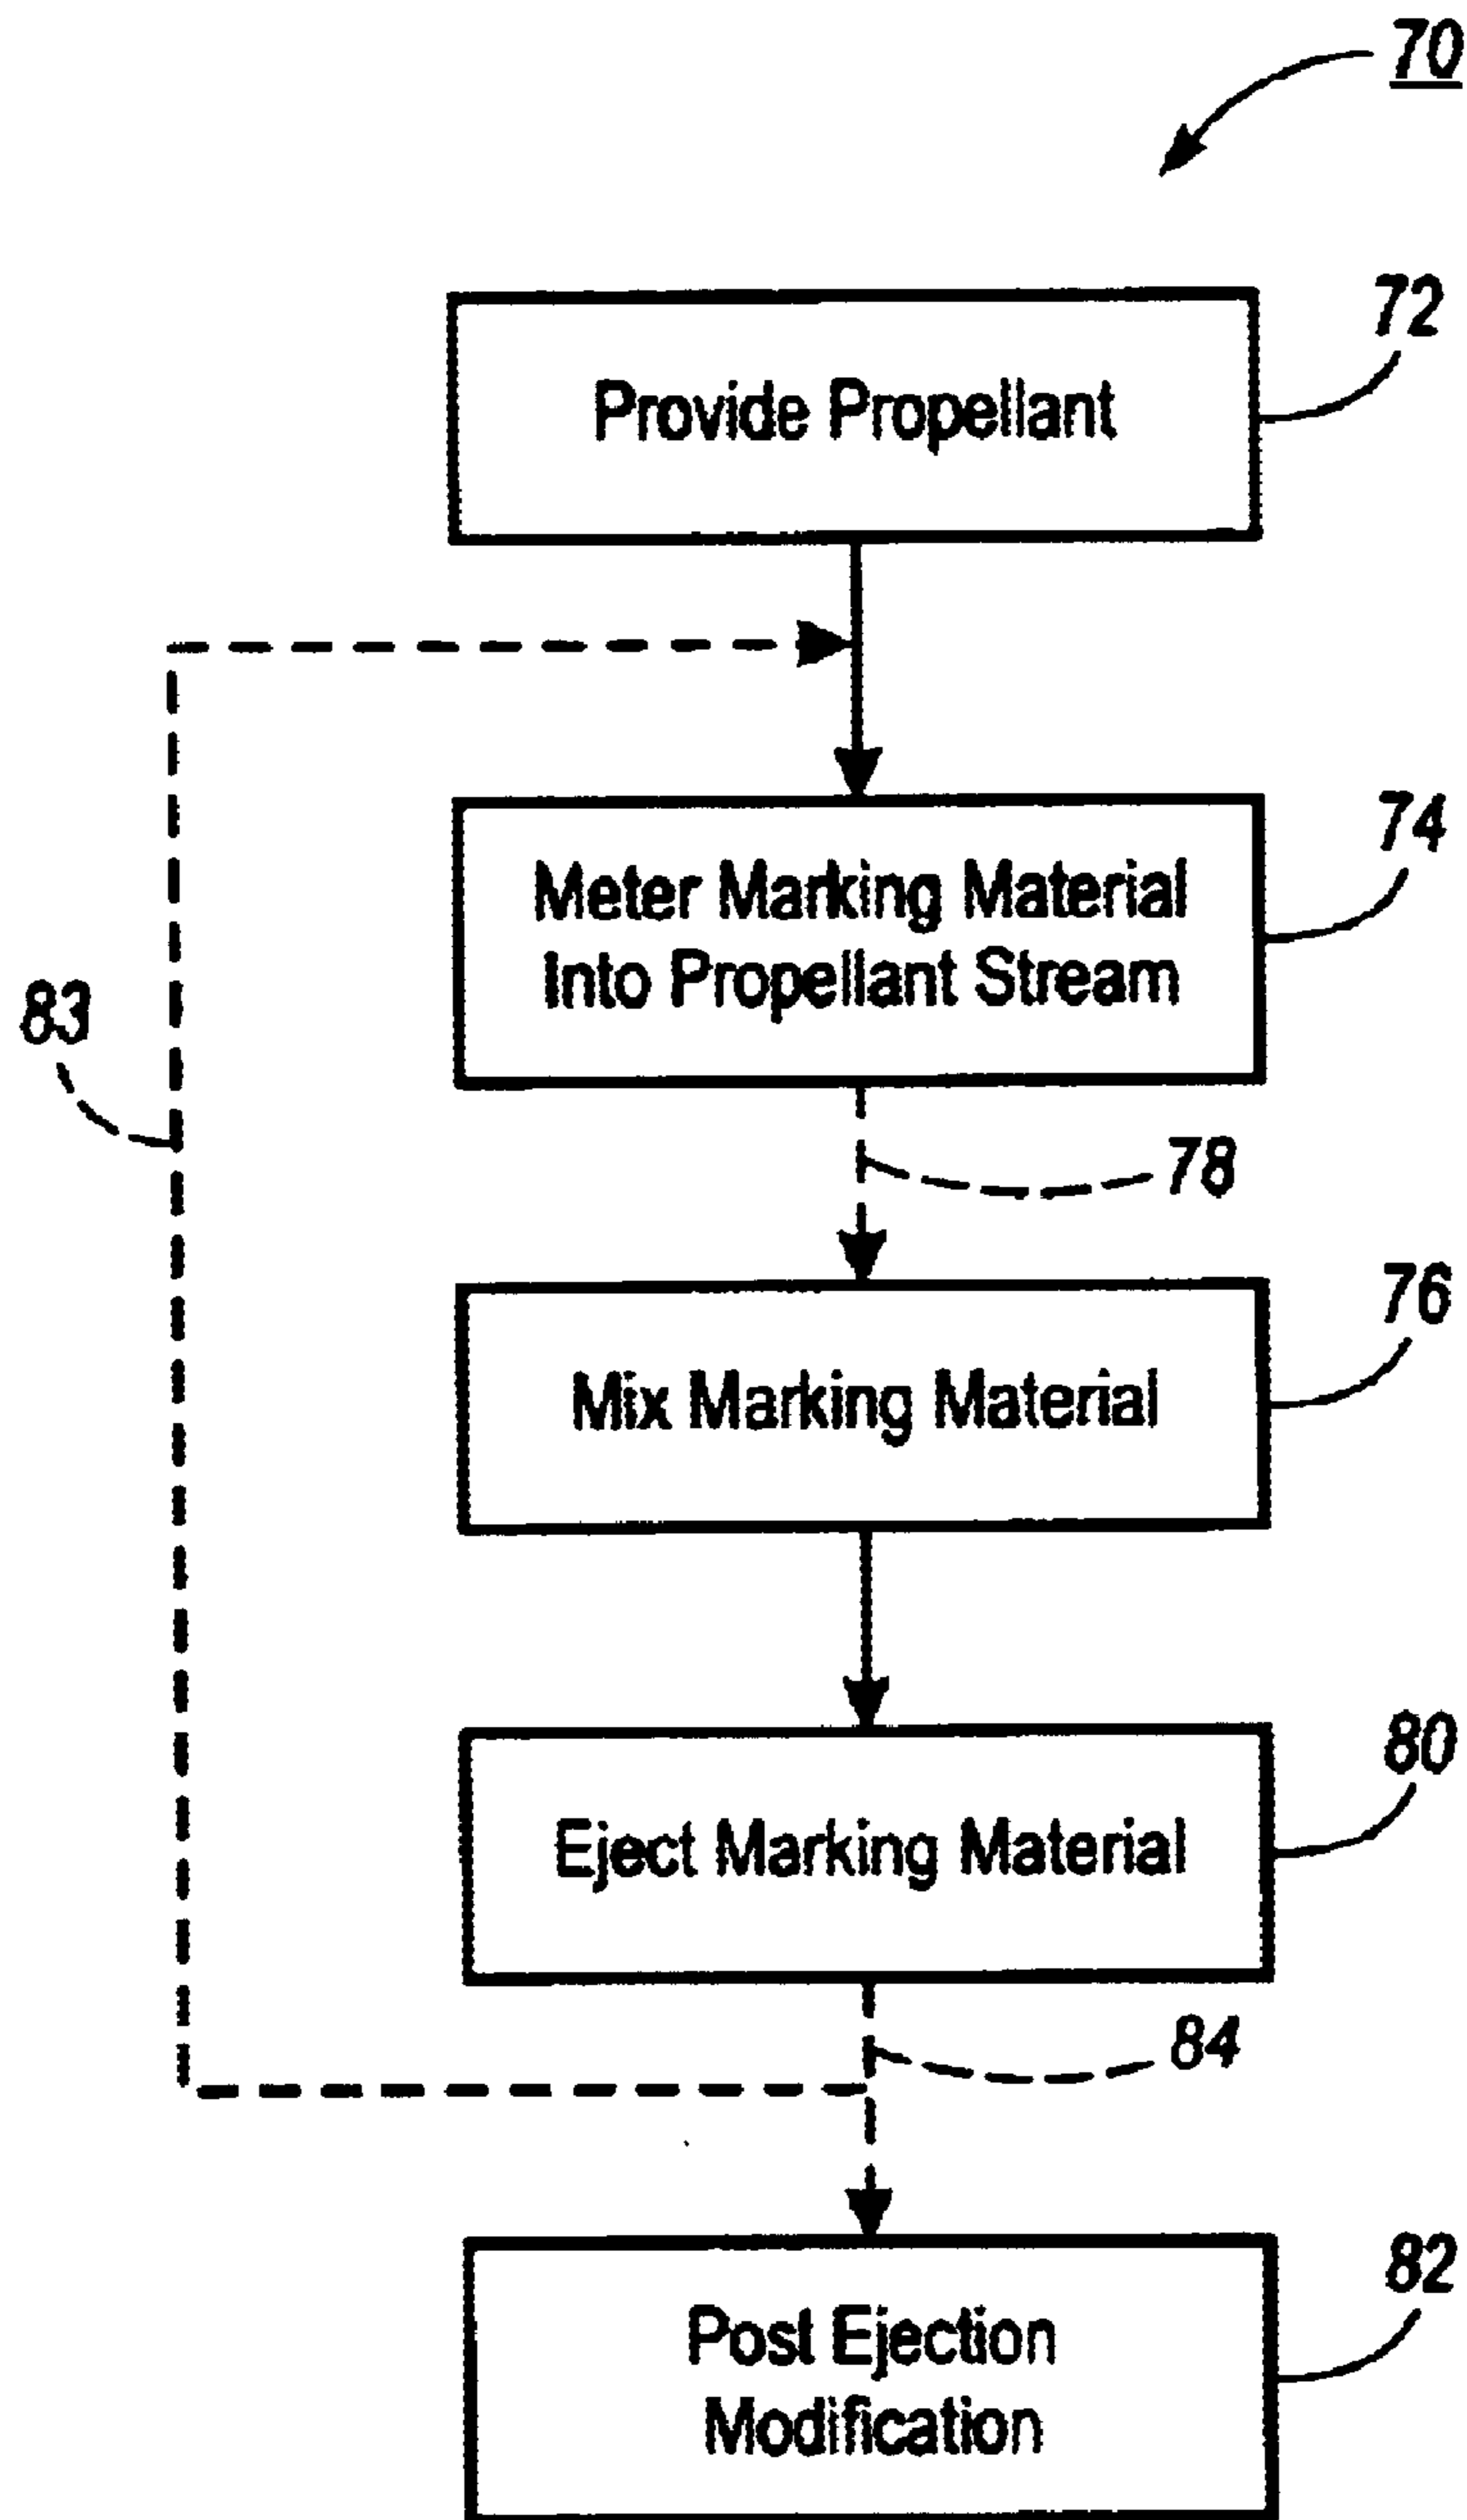 70
Provide Propellant
72
Meter Marking Material
Into Propellant Stream
74
83
78
Mix Marking Material
76
Eject Marking Material
80
84
Post Ejection
Modification
82